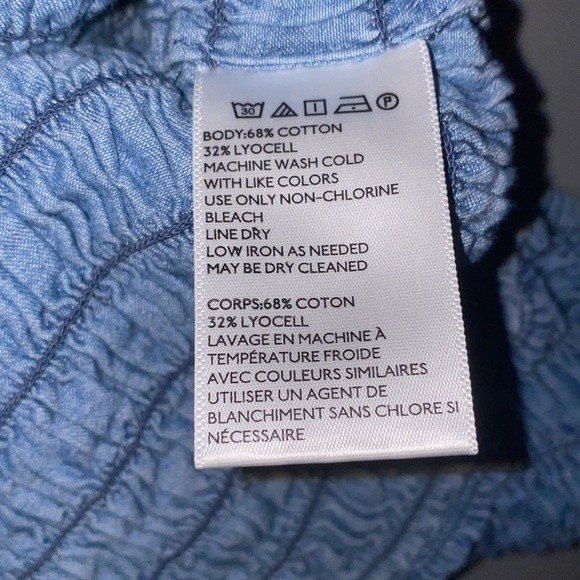 30
P
BODY:68% COTTON
32% LYOCELL
MACHINE WASH COLD
WITH LIKE COLORS
USE ONLY NON-CHLORINE
BLEACH
LINE DRY
LOW IRON AS NEEDED
MAY BE DRY CLEANED
CORPS:68% COTON
32% LYOCELL
LAVAGE EN MACHINE À
TEMPÉRATURE FROIDE
AVEC COULEURS SIMILAIRES
UTILISER UN AGENT DE
BLANCHIMENT SANS CHLORE SI
NÉCESSAIRE